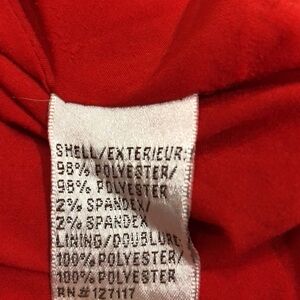 SHELL/EXTERIEUR:
98% POLYESTER/
98% POLYESTER
2% SPANDEX/
2% SPANDEX
LINING/DOUBLURE:
100% POLYESTER/
100% POLYESTER
RN#127117